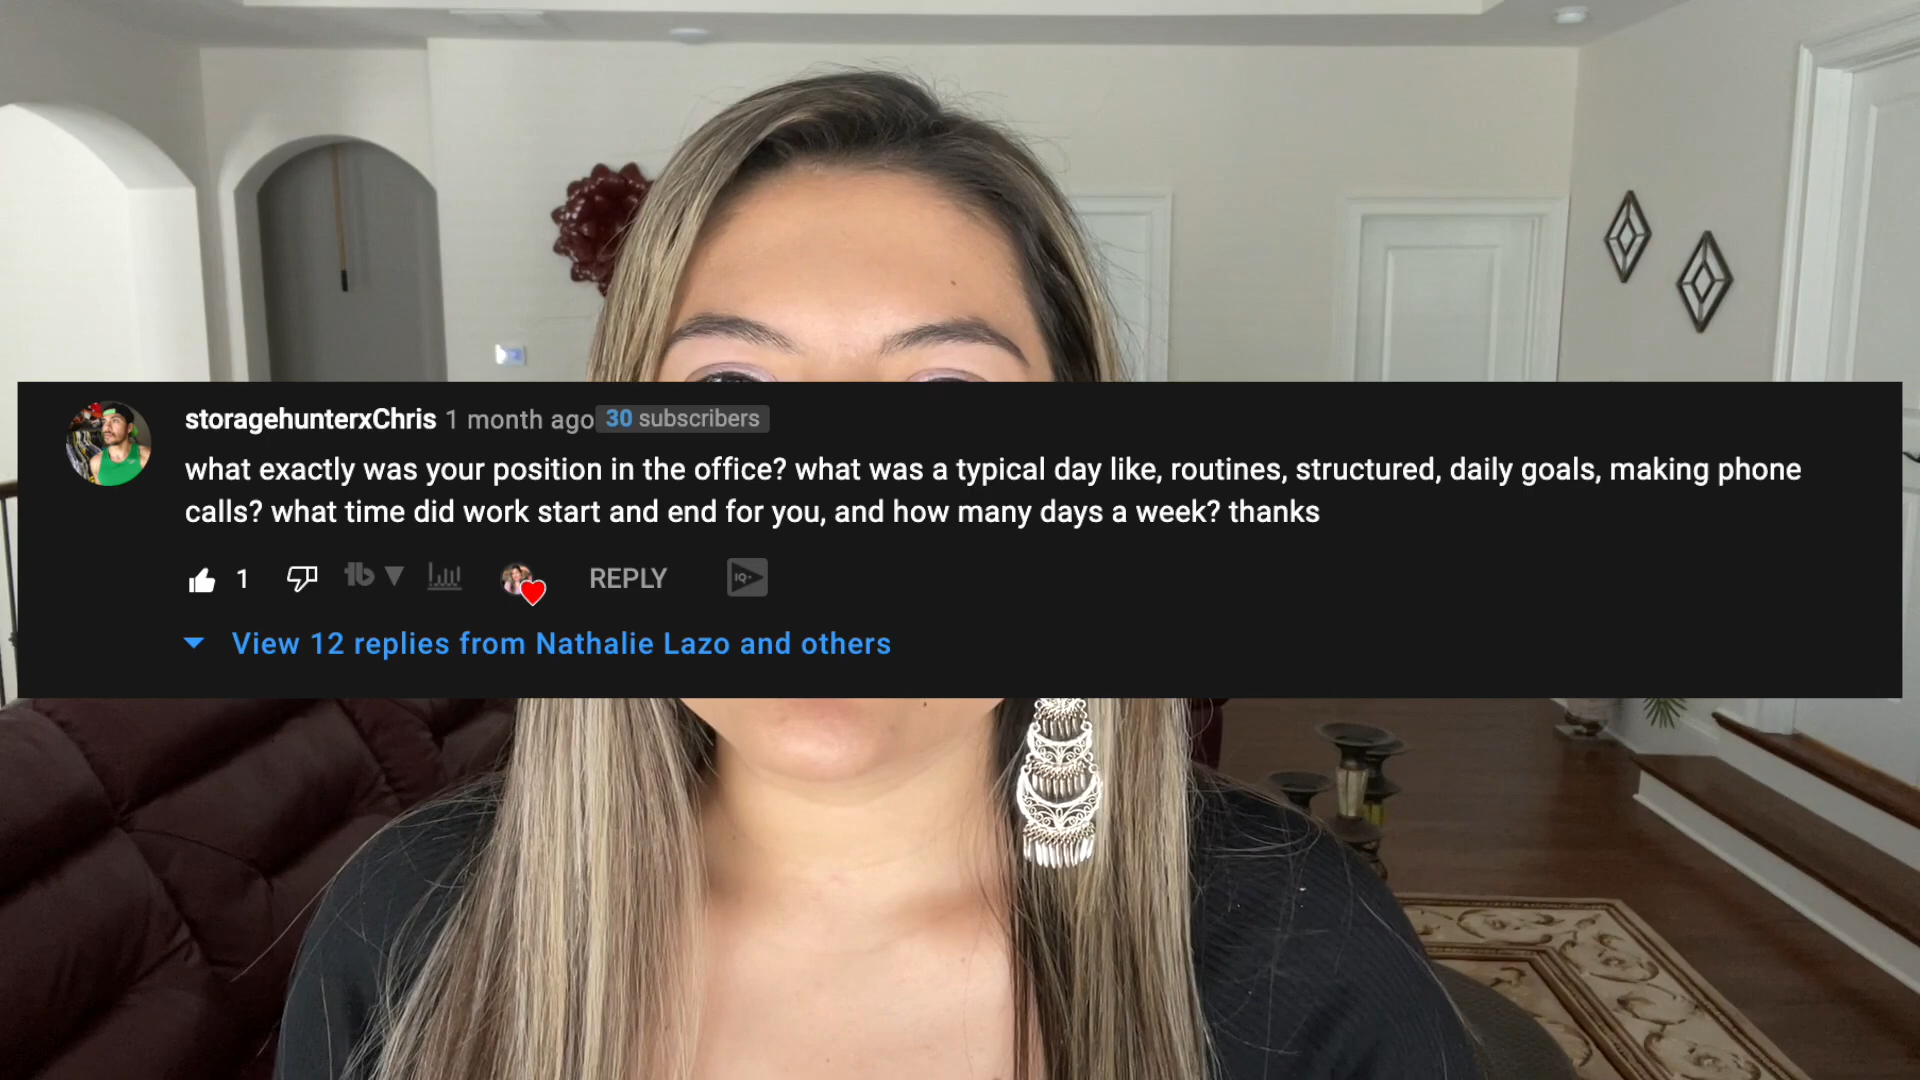 storagehunterxChris 1 month ago 30 subscribers
what exactly was your position in the office? what was a typical day like, routines, structured, daily goals, making phone
calls? what time did work start and end for you, and how many days a week? thanks
1 REPLY IQ
View 12 replies from Nathalie Lazo and others